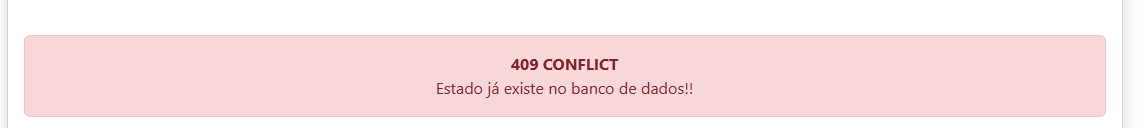 409 CONFLICT
Estado já existe no banco de dados!!